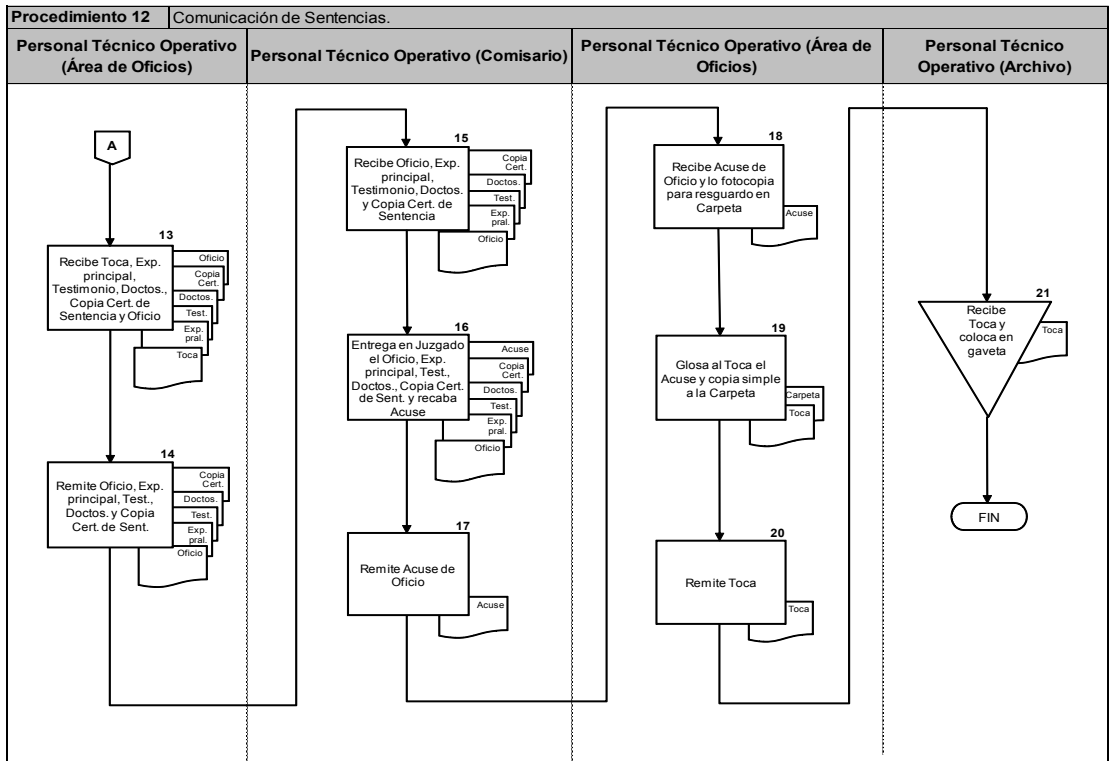 Procedimiento 12 Comunicación de Sentencias.
Personal Técnico Operativo
(Área de Oficios)
Personal Técnico Operativo (Comisario)
Personal Técnico Operativo (Área de
Oficios)
Personal Técnico
Operativo (Archivo)
A
13
Recibe Toca, Exp.
principal,
Testimonio, Doctos.,
Copia Cert. de
Sentencia y Oficio
Oficio
Copia
Cert.
Doctos.
Test.
Exp.
pral.
Toca
14
Remite Oficio, Exp.
principal, Test.,
Doctos. y Copia
Cert. de Sent.
Copia
Cert.
Doctos.
Test.
Exp.
pral.
Oficio
15
Recibe Oficio, Exp.
principal,
Testimonio, Doctos.
y Copia Cert. de
Sentencia
Copia
Cert.
Doctos.
Test.
Exp.
pral.
Oficio
16
Entrega en Juzgado
el Oficio, Exp.
principal, Test.,
Doctos., Copia Cert.
de Sent. y recaba
Acuse
Acuse
Copia
Cert.
Doctos.
Test.
Exp.
pral.
Oficio
17
Remite Acuse de
Oficio
Acuse
18
Recibe Acuse de
Oficio y lo fotocopia
para resguardo en
Carpeta
Acuse
19
Glosa al Toca el
Acuse y copia simple
a la Carpeta
Carpeta
Toca
20
Remite Toca
Toca
21
Recibe
Toca y
coloca en
gaveta
Toca
FIN